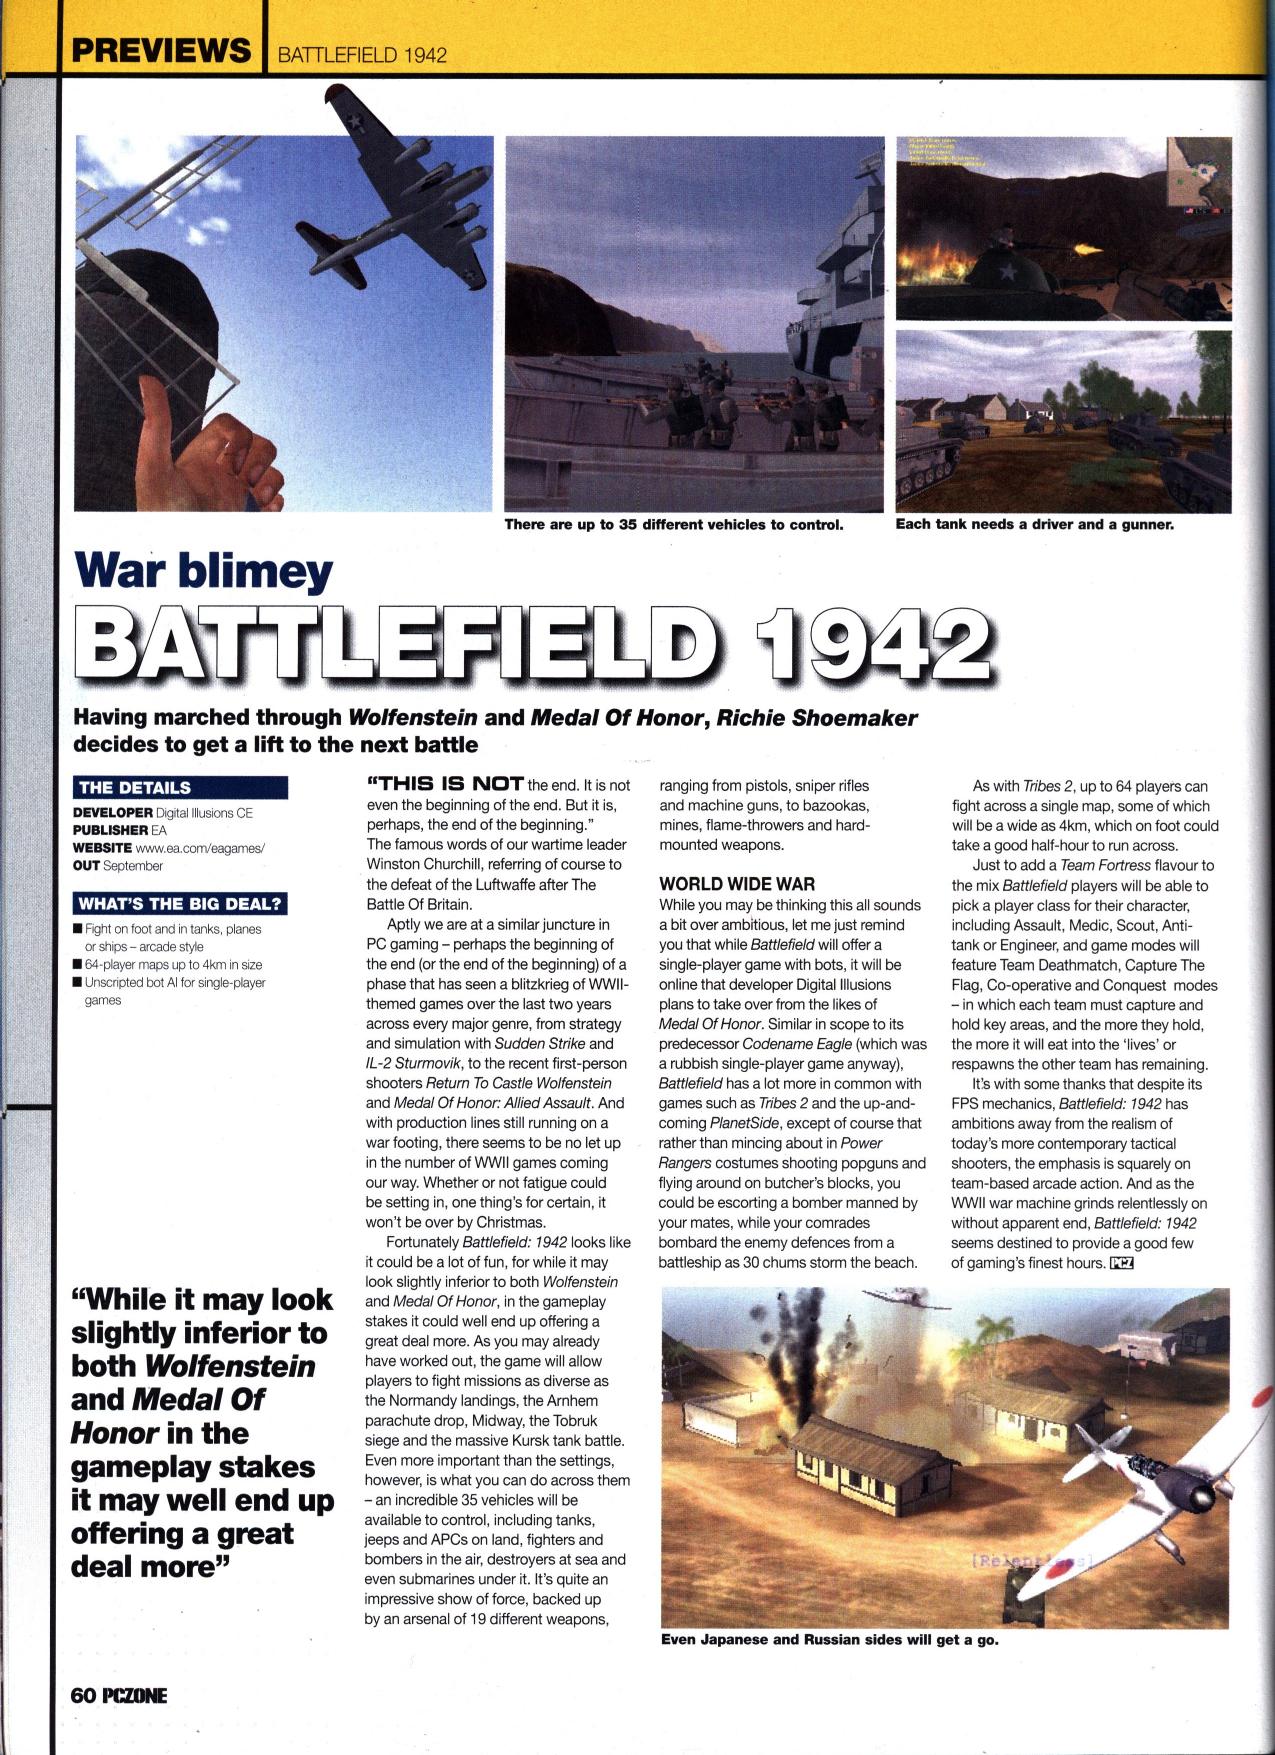 PREVIEWS BATTLEFIELD 1942
There are up to 35 different vehicles to control.
Each tank needs a driver and a gunner.
War blimey
BATTLEFIELD 1942
Having marched through Wolfenstein and Medal Of Honor, Richie Shoemaker
decides to get a lift to the next battle
THE DETAILS
DEVELOPER Digital Illusions CE
PUBLISHER EA
WEBSITE www.ea.com/eagames/
OUT September
WHAT'S THE BIG DEAL?
■ Fight on foot and in tanks, planes
or ships – arcade style
■ 64-player maps up to 4km in size
■ Unscripted bot AI for single-player
games
“While it may look
slightly inferior to
both Wolfenstein
and Medal Of
Honor in the
gameplay stakes
it may well end up
offering a great
deal more”
“THIS IS NOT the end. It is not
even the beginning of the end. But it is,
perhaps, the end of the beginning.”
The famous words of our wartime leader
Winston Churchill, referring of course to
the defeat of the Luftwaffe after The
Battle Of Britain.
Aptly we are at a similar juncture in
PC gaming – perhaps the beginning of
the end (or the end of the beginning) of a
phase that has seen a blitzkrieg of WWII-
themed games over the last two years
across every major genre, from strategy
and simulation with Sudden Strike and
IL-2 Sturmovik, to the recent first-person
shooters Return To Castle Wolfenstein
and Medal Of Honor: Allied Assault. And
with production lines still running on a
war footing, there seems to be no let up
in the number of WWII games coming
our way. Whether or not fatigue could
be setting in, one thing's for certain, it
won't be over by Christmas.
Fortunately Battlefield: 1942 looks like
it could be a lot of fun, for while it may
look slightly inferior to both Wolfenstein
and Medal Of Honor, in the gameplay
stakes it could well end up offering a
great deal more. As you may already
have worked out, the game will allow
players to fight missions as diverse as
the Normandy landings, the Arnhem
parachute drop, Midway, the Tobruk
siege and the massive Kursk tank battle.
Even more important than the settings,
however, is what you can do across them
– an incredible 35 vehicles will be
available to control, including tanks,
jeeps and APCs on land, fighters and
bombers in the air, destroyers at sea and
even submarines under it. It's quite an
impressive show of force, backed up
by an arsenal of 19 different weapons,
ranging from pistols, sniper rifles
and machine guns, to bazookas,
mines, flame-throwers and hard-
mounted weapons.
WORLD WIDE WAR
While you may be thinking this all sounds
a bit over ambitious, let me just remind
you that while Battlefield will offer a
single-player game with bots, it will be
online that developer Digital Illusions
plans to take over from the likes of
Medal Of Honor. Similar in scope to its
predecessor Codename Eagle (which was
a rubbish single-player game anyway),
Battlefield has a lot more in common with
games such as Tribes 2 and the up-and-
coming PlanetSide, except of course that
rather than mincing about in Power
Rangers costumes shooting popguns and
flying around on butcher's blocks, you
could be escorting a bomber manned by
your mates, while your comrades
bombard the enemy defences from a
battleship as 30 chums storm the beach.
As with Tribes 2, up to 64 players can
fight across a single map, some of which
will be a wide as 4km, which on foot could
take a good half-hour to run across.
Just to add a Team Fortress flavour to
the mix Battlefield players will be able to
pick a player class for their character,
including Assault, Medic, Scout, Anti-
tank or Engineer, and game modes will
feature Team Deathmatch, Capture The
Flag, Co-operative and Conquest modes
– in which each team must capture and
hold key areas, and the more they hold,
the more it will eat into the ‘lives’ or
respawns the other team has remaining.
It's with some thanks that despite its
FPS mechanics, Battlefield: 1942 has
ambitions away from the realism of
today's more contemporary tactical
shooters, the emphasis is squarely on
team-based arcade action. And as the
WWII war machine grinds relentlessly on
without apparent end, Battlefield: 1942
seems destined to provide a good few
of gaming's finest hours. PCZ
[Relentless]
Even Japanese and Russian sides will get a go.
60 PCZONE